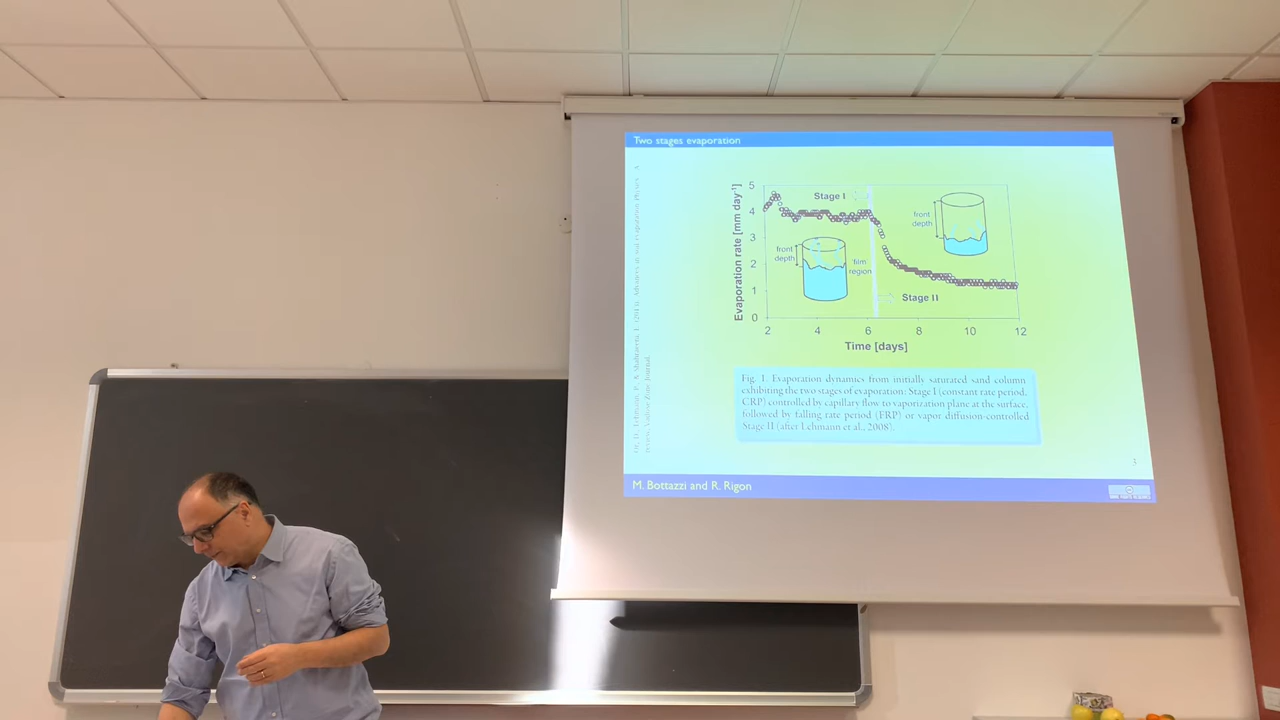 Two stages evaporation
Evaporation rate [mm day-1]
5
4
3
2
1
0
Stage I
front
depth
front
depth
film
region
Stage II
2
4
6
8
10
12
Time [days]
Fig. 1. Evaporation dynamics from initially saturated sand column
exhibiting the two stages of evaporation: Stage I (constant rate period,
CRP) controlled by capillary flow to vaporization plane at the surface,
followed by falling rate period (FRP) or vapor diffusion-controlled
Stage II (after Lehmann et al., 2008).
3
M. Bottazzi and R. Rigon